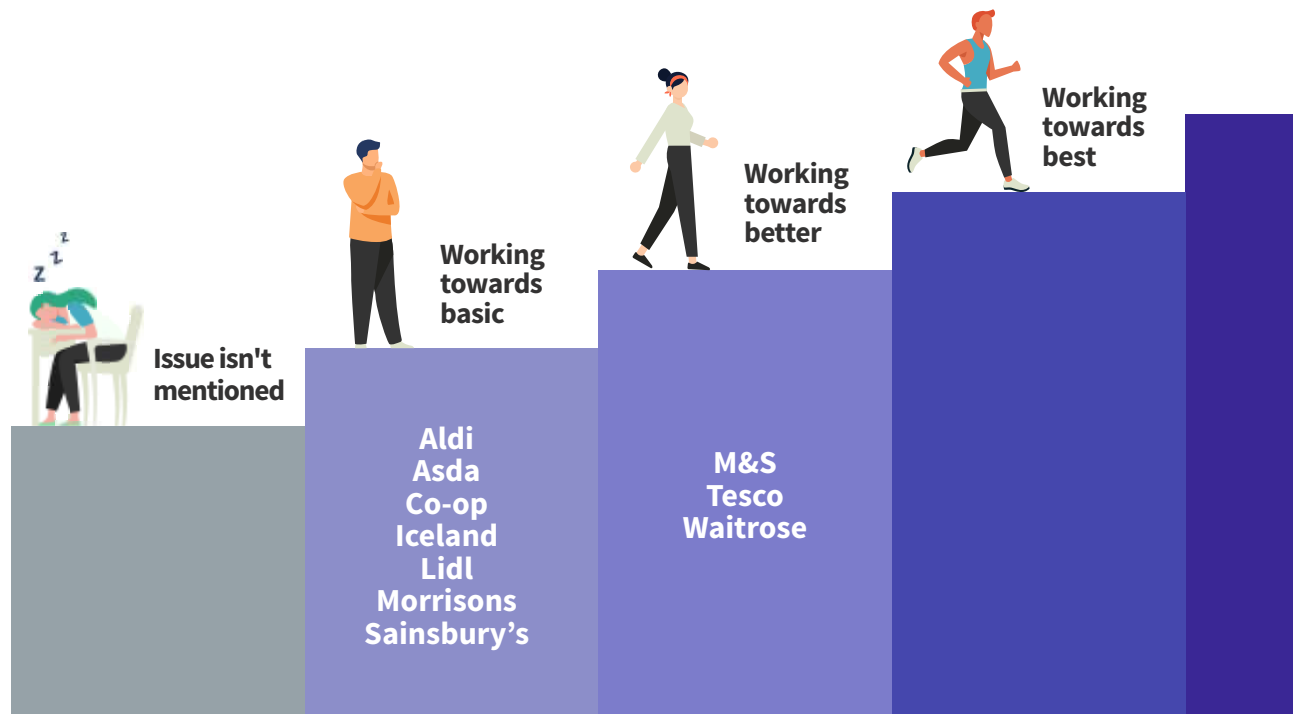 Z
Z
Z
Issue isn't
mentioned
Working
towards
basic
Aldi
Asda
Co-op
Iceland
Lidl
Morrisons
Sainsbury’s
Working
towards
better
M&S
Tesco
Waitrose
Working
towards
best